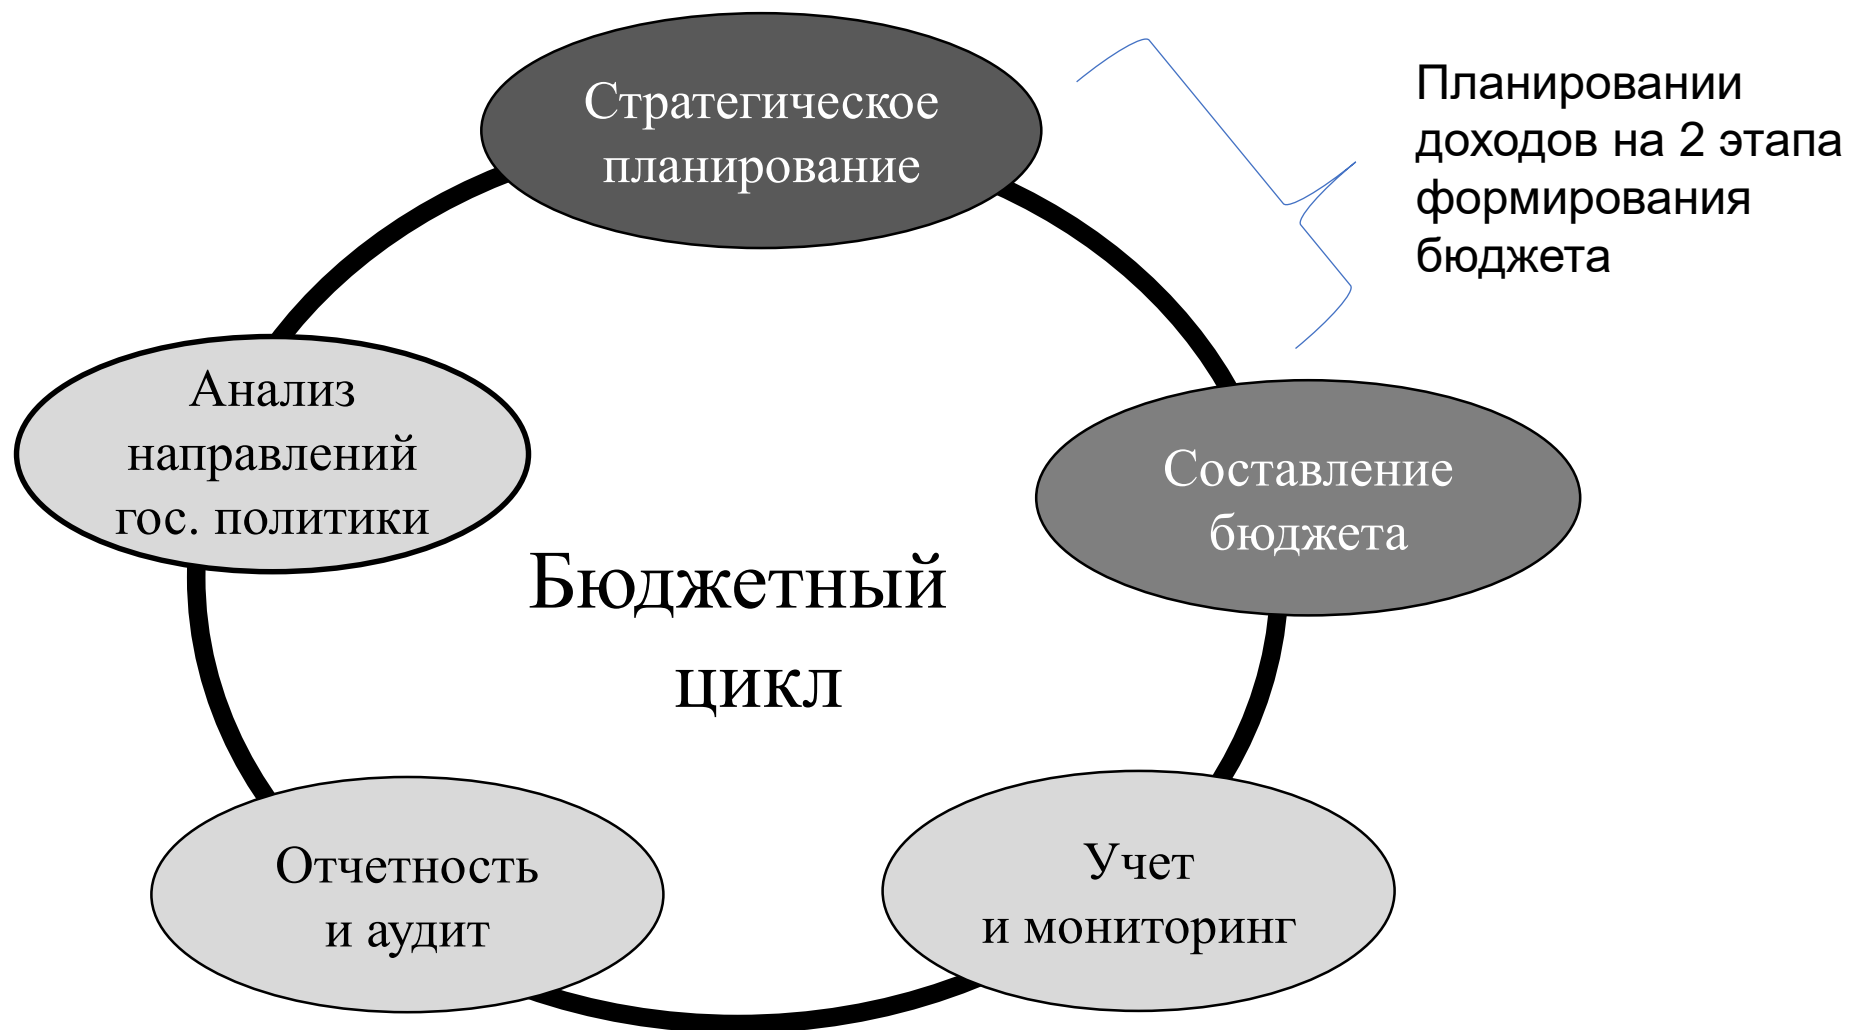 Стратегическое
планирование
Планировании
доходов на 2 этапа
формирования
бюджета
Анализ
направлений
гос. политики
Составление
бюджета
Бюджетный
цикл
Отчетность
и аудит
Учет
и мониторинг